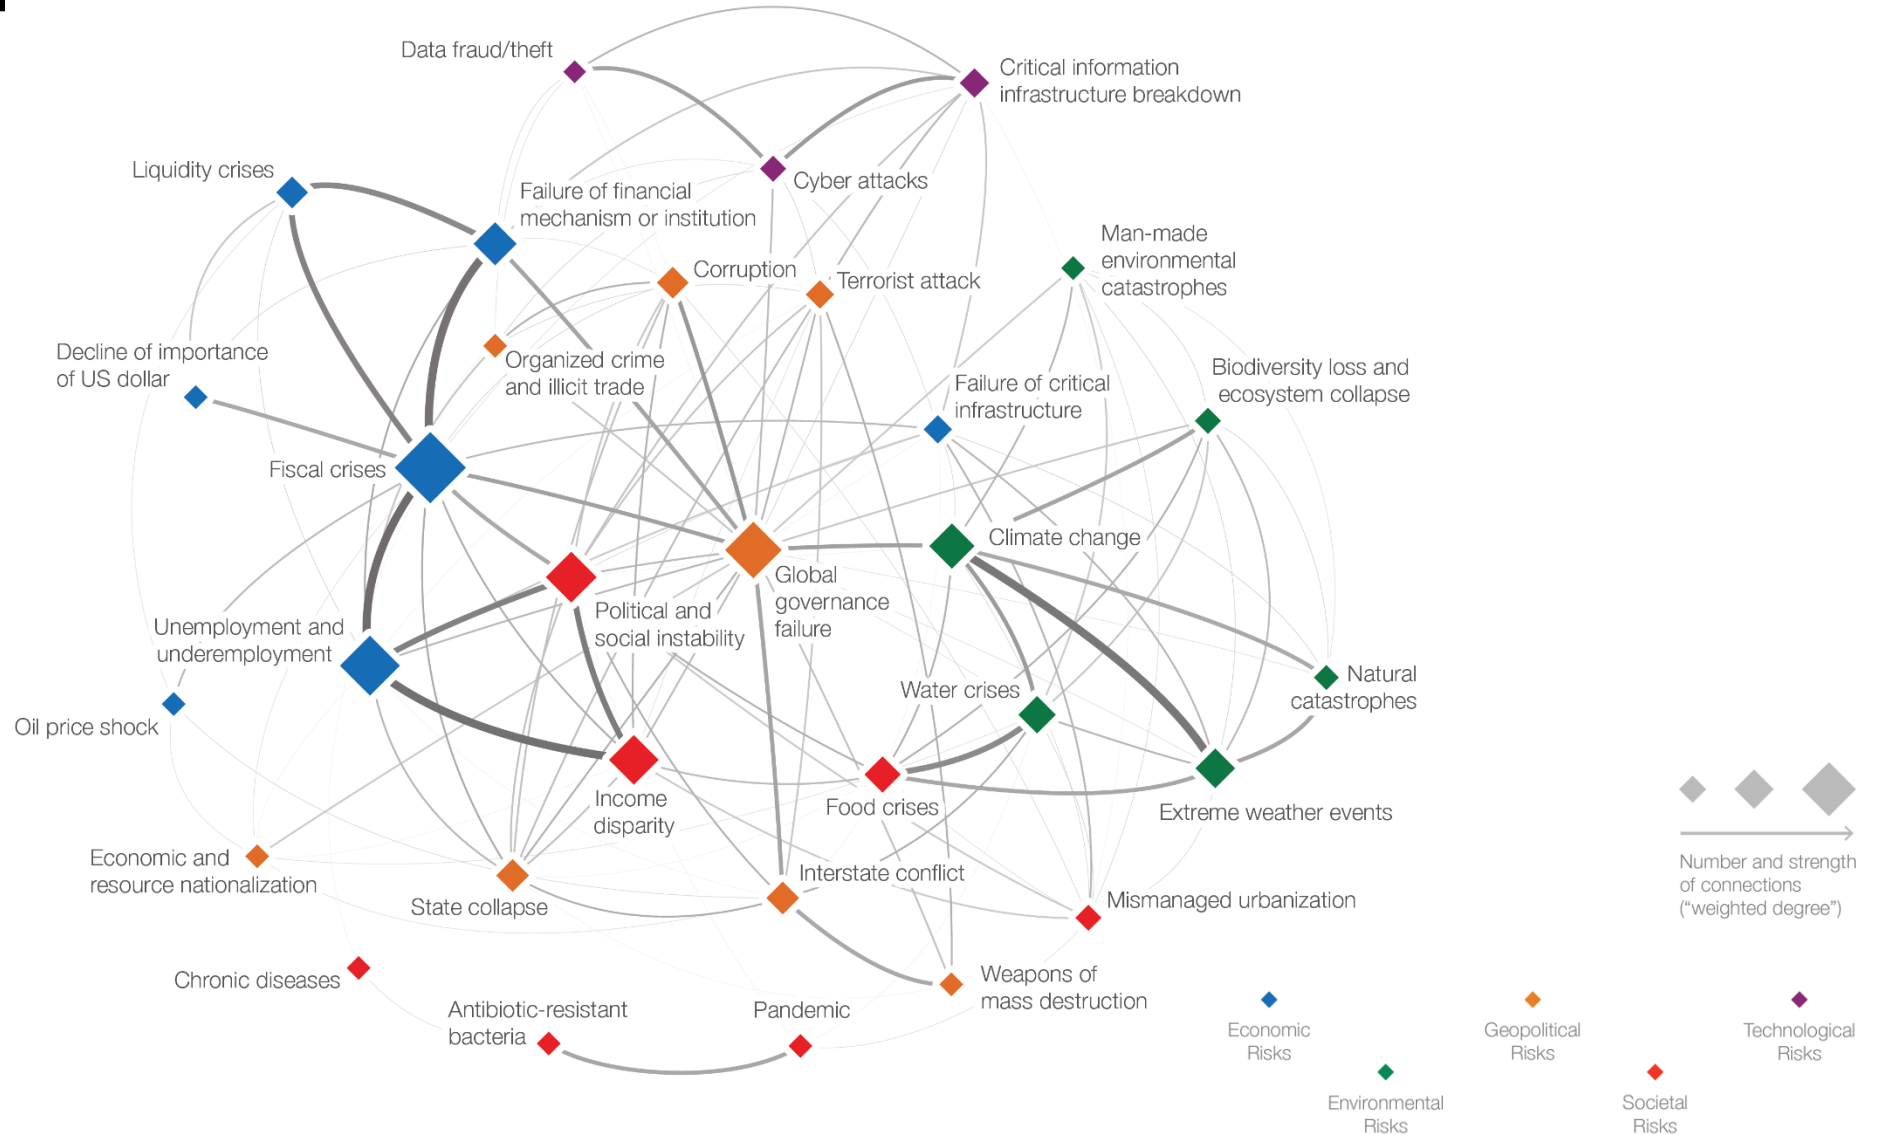 Data fraud/theft
Critical information
infrastructure breakdown
Liquidity crises
Cyber attacks
Failure of financial
mechanism or institution
Man-made
environmental
catastrophes
Corruption
Terrorist attack
Decline of importance
of US dollar
Organized crime
and illicit trade
Failure of critical
infrastructure
Biodiversity loss and
ecosystem collapse
Fiscal crises
Climate change
Global
governance
failure
Political and
social instability
Unemployment and
underemployment
Water crises
Natural
catastrophes
Oil price shock
Income
disparity
Food crises
Extreme weather events
Economic and
resource nationalization
State collapse
Interstate conflict
Mismanaged urbanization
Chronic diseases
Antibiotic-resistant
bacteria
Pandemic
Weapons of
mass destruction
Number and strength
of connections
(“weighted degree”)
Economic
Risks
Geopolitical
Risks
Technological
Risks
Environmental
Risks
Societal
Risks